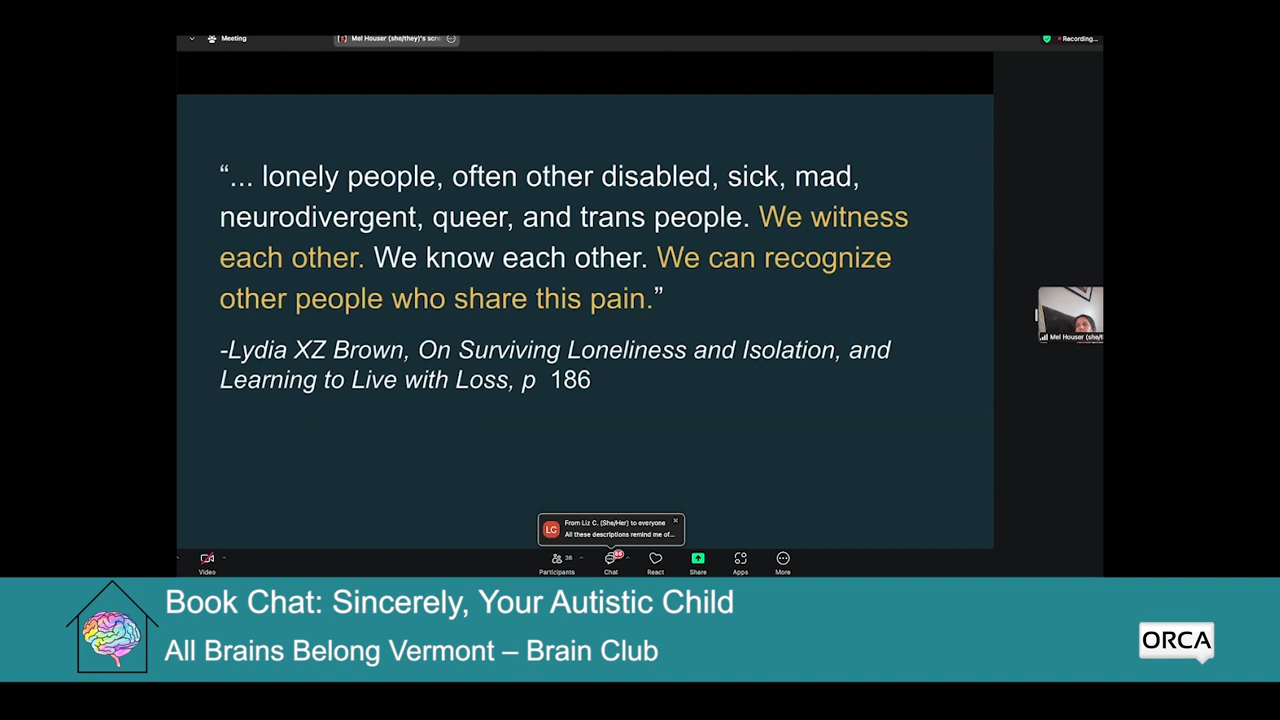 Meeting
Mel Houser (she/they)'s scre
Recording...
“... lonely people, often other disabled, sick, mad,
neurodivergent, queer, and trans people. We witness
each other. We know each other. We can recognize
other people who share this pain.”
-Lydia XZ Brown, On Surviving Loneliness and Isolation, and
Learning to Live with Loss, p 186
Mel Houser (she/t
LC
From Liz C. (She/Her) to everyone
All these descriptions remind me of...
38
Video
Participants
Chat
React
Share
Apps
More
Book Chat: Sincerely, Your Autistic Child
All Brains Belong Vermont – Brain Club
ORCA